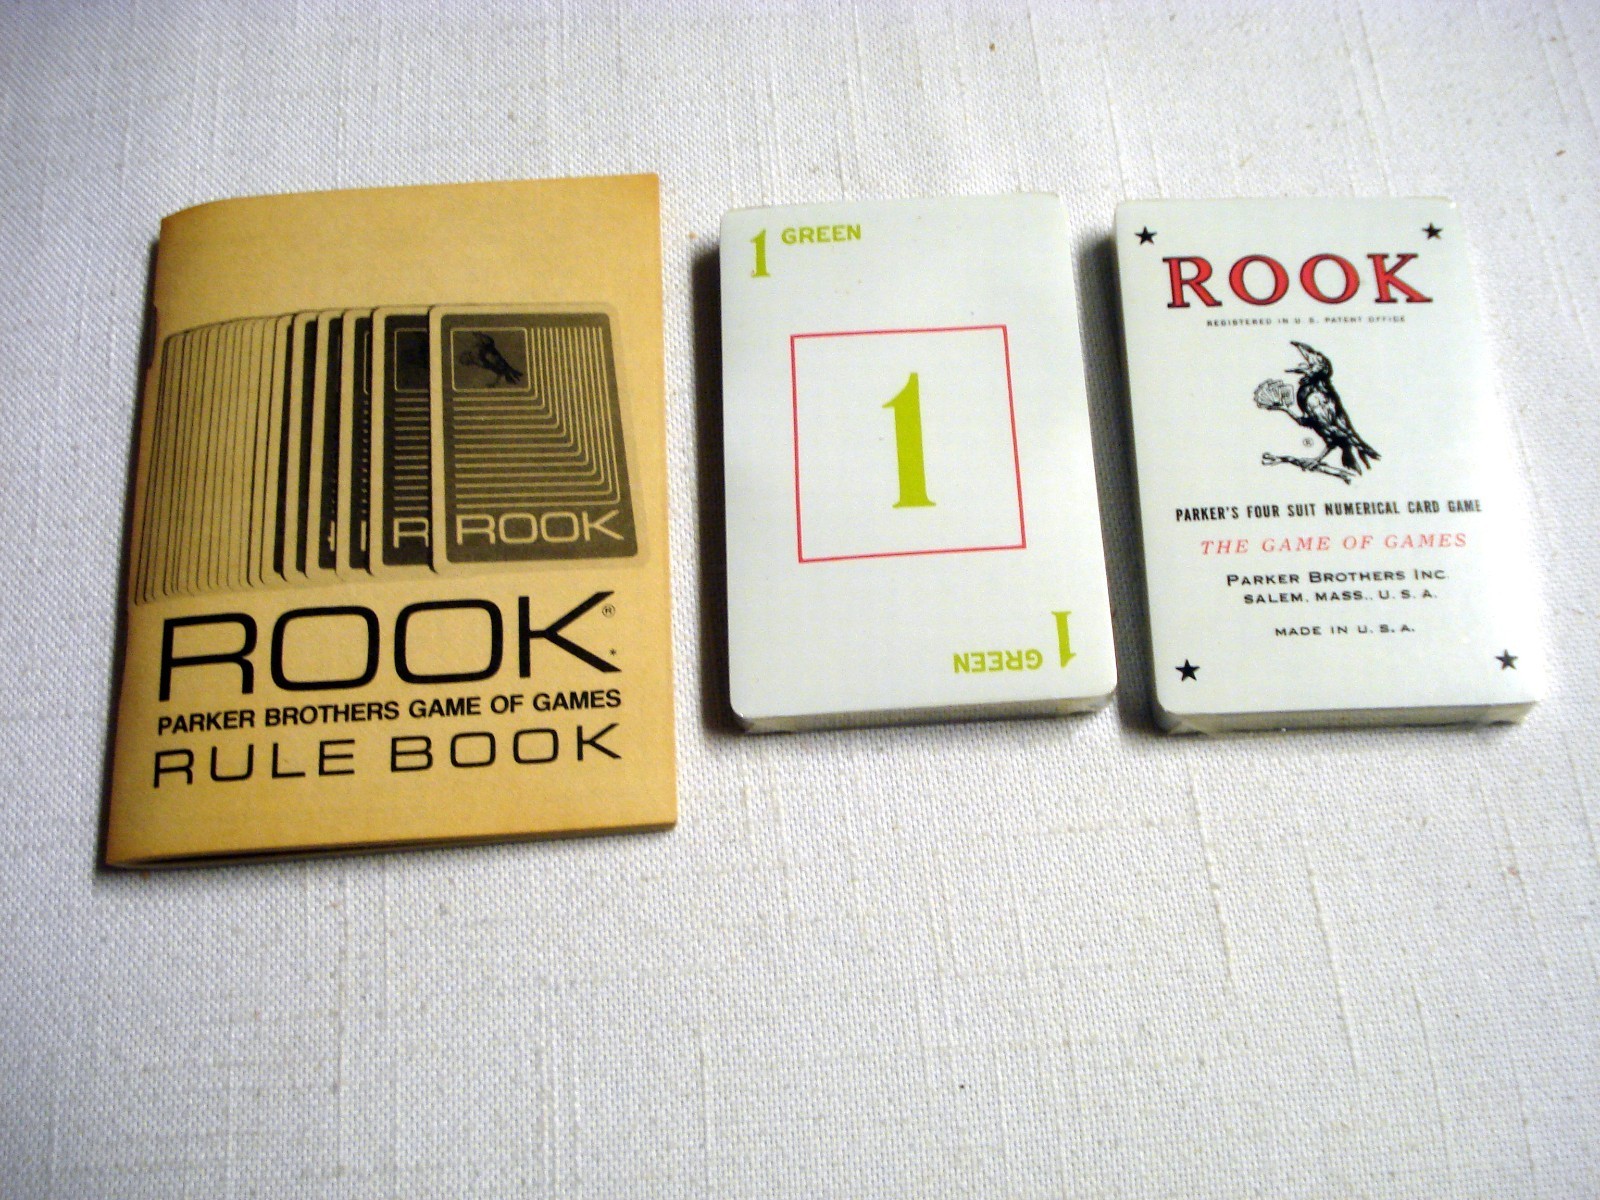 R ROOK
ROOK®
PARKER BROTHERS GAME OF GAMES
RULE BOOK
1 GREEN
1
1 GREEN
ROOK
REGISTERED IN U. S. PATENT OFFICE
®
PARKER'S FOUR SUIT NUMERICAL CARD GAME
THE GAME OF GAMES
PARKER BROTHERS INC.
SALEM, MASS., U. S. A.
MADE IN U. S. A.